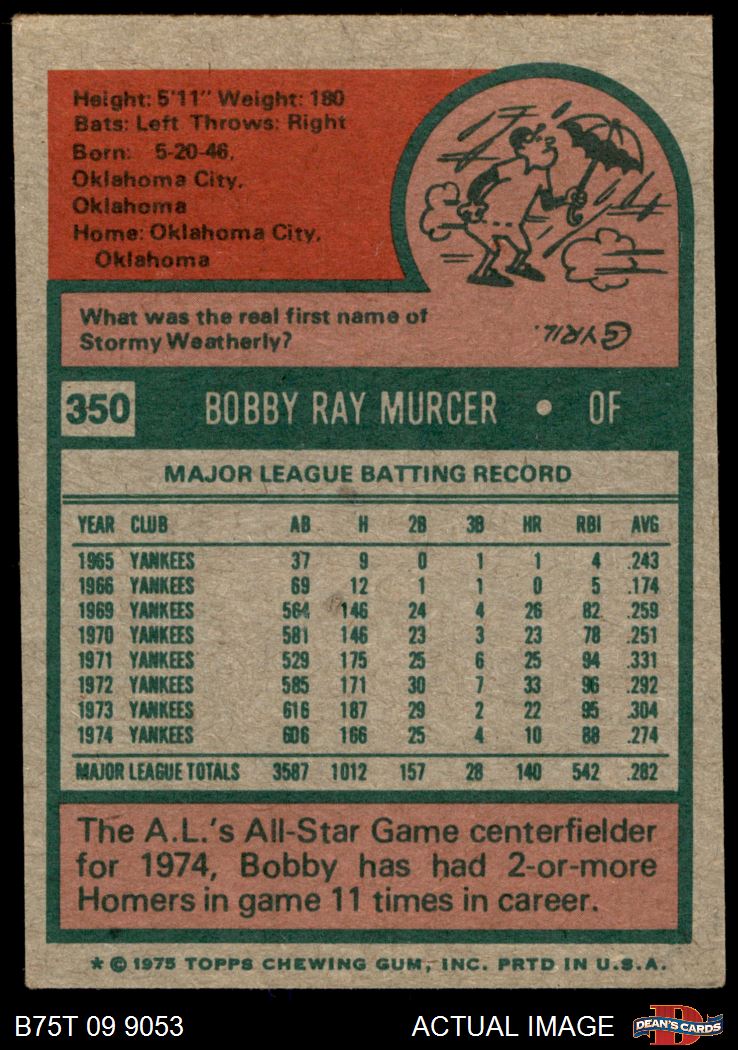 Height: 5'11" Weight: 180
Bats: Left Throws: Right
Born: 5-20-46,
Oklahoma City,
Oklahoma
Home: Oklahoma City,
Oklahoma
What was the real first name of
Stormy Weatherly?
CYRIL.
350 BOBBY RAY MURCER • OF
MAJOR LEAGUE BATTING RECORD
YEAR CLUB AB H 2B 3B HR RBI AVG
1965 YANKEES 37 9 0 1 1 4 .243
1966 YANKEES 69 12 1 1 0 5 .174
1969 YANKEES 564 146 24 4 26 82 .259
1970 YANKEES 581 146 23 3 23 78 .251
1971 YANKEES 529 175 25 6 25 94 .331
1972 YANKEES 585 171 30 7 33 96 .292
1973 YANKEES 616 187 29 2 22 95 .304
1974 YANKEES 606 166 25 4 10 88 .274
MAJOR LEAGUE TOTALS 3587 1012 157 28 140 542 .282
The A.L.'s All-Star Game centerfielder
for 1974, Bobby has had 2-or-more
Homers in game 11 times in career.
* © 1975 TOPPS CHEWING GUM, INC. PRTD IN U.S.A.
B75T 09 9053 ACTUAL IMAGE DEAN'S CARDS